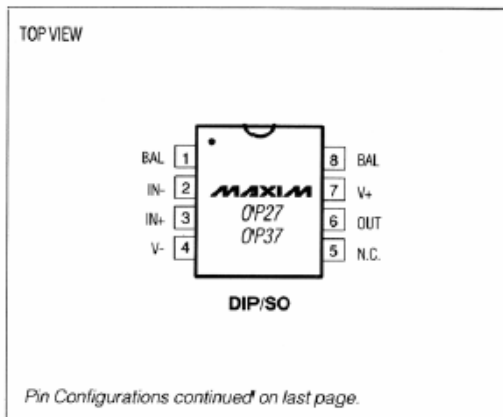 TOP VIEW
BAL 1
8 BAL
IN- 2
MAXIM
7 V+
IN+ 3
OP27
6 OUT
OP37
V- 4
5 N.C.
DIP/SO
Pin Configurations continued on last page.